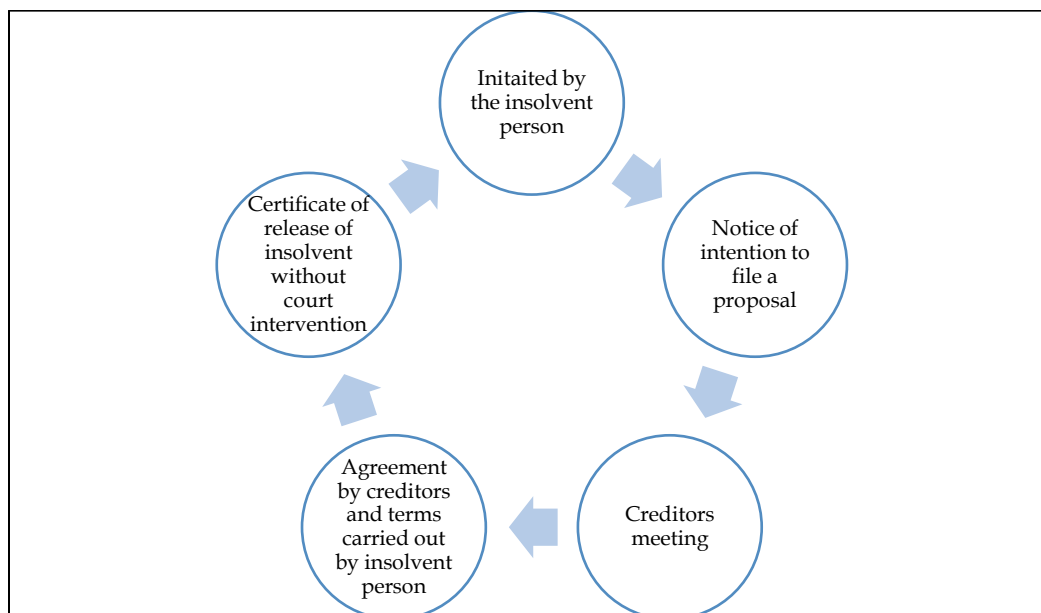 Initaited by
the insolvent
person
Notice of
intention to
file a
proposal
Creditors
meeting
Agreement
by creditors
and terms
carried out
by insolvent
person
Certificate of
release of
insolvent
without
court
intervention